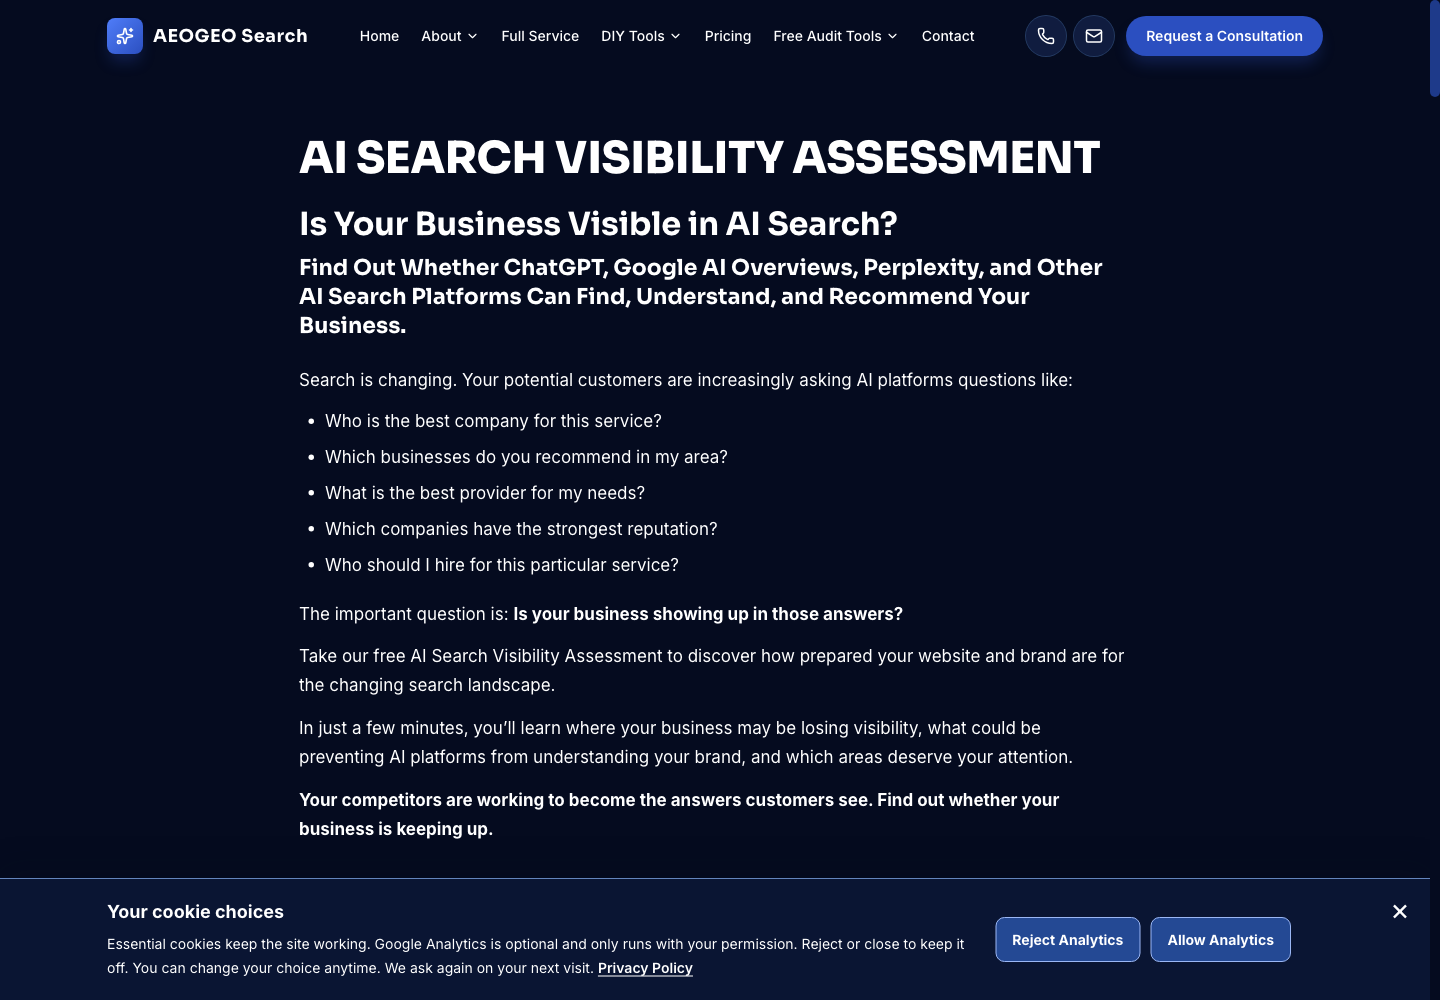 AEOGEO Search
Home
About
Full Service
DIY Tools
Pricing
Free Audit Tools
Contact
Request a Consultation
AI SEARCH VISIBILITY ASSESSMENT
Is Your Business Visible in AI Search?
Find Out Whether ChatGPT, Google AI Overviews, Perplexity, and Other
AI Search Platforms Can Find, Understand, and Recommend Your
Business.
Search is changing. Your potential customers are increasingly asking AI platforms questions like:
• Who is the best company for this service?
• Which businesses do you recommend in my area?
• What is the best provider for my needs?
• Which companies have the strongest reputation?
• Who should I hire for this particular service?
The important question is: Is your business showing up in those answers?
Take our free AI Search Visibility Assessment to discover how prepared your website and brand are for
the changing search landscape.
In just a few minutes, you’ll learn where your business may be losing visibility, what could be
preventing AI platforms from understanding your brand, and which areas deserve your attention.
Your competitors are working to become the answers customers see. Find out whether your
business is keeping up.
Your cookie choices
Essential cookies keep the site working. Google Analytics is optional and only runs with your permission. Reject or close to keep it
off. You can change your choice anytime. We ask again on your next visit. Privacy Policy
Reject Analytics
Allow Analytics